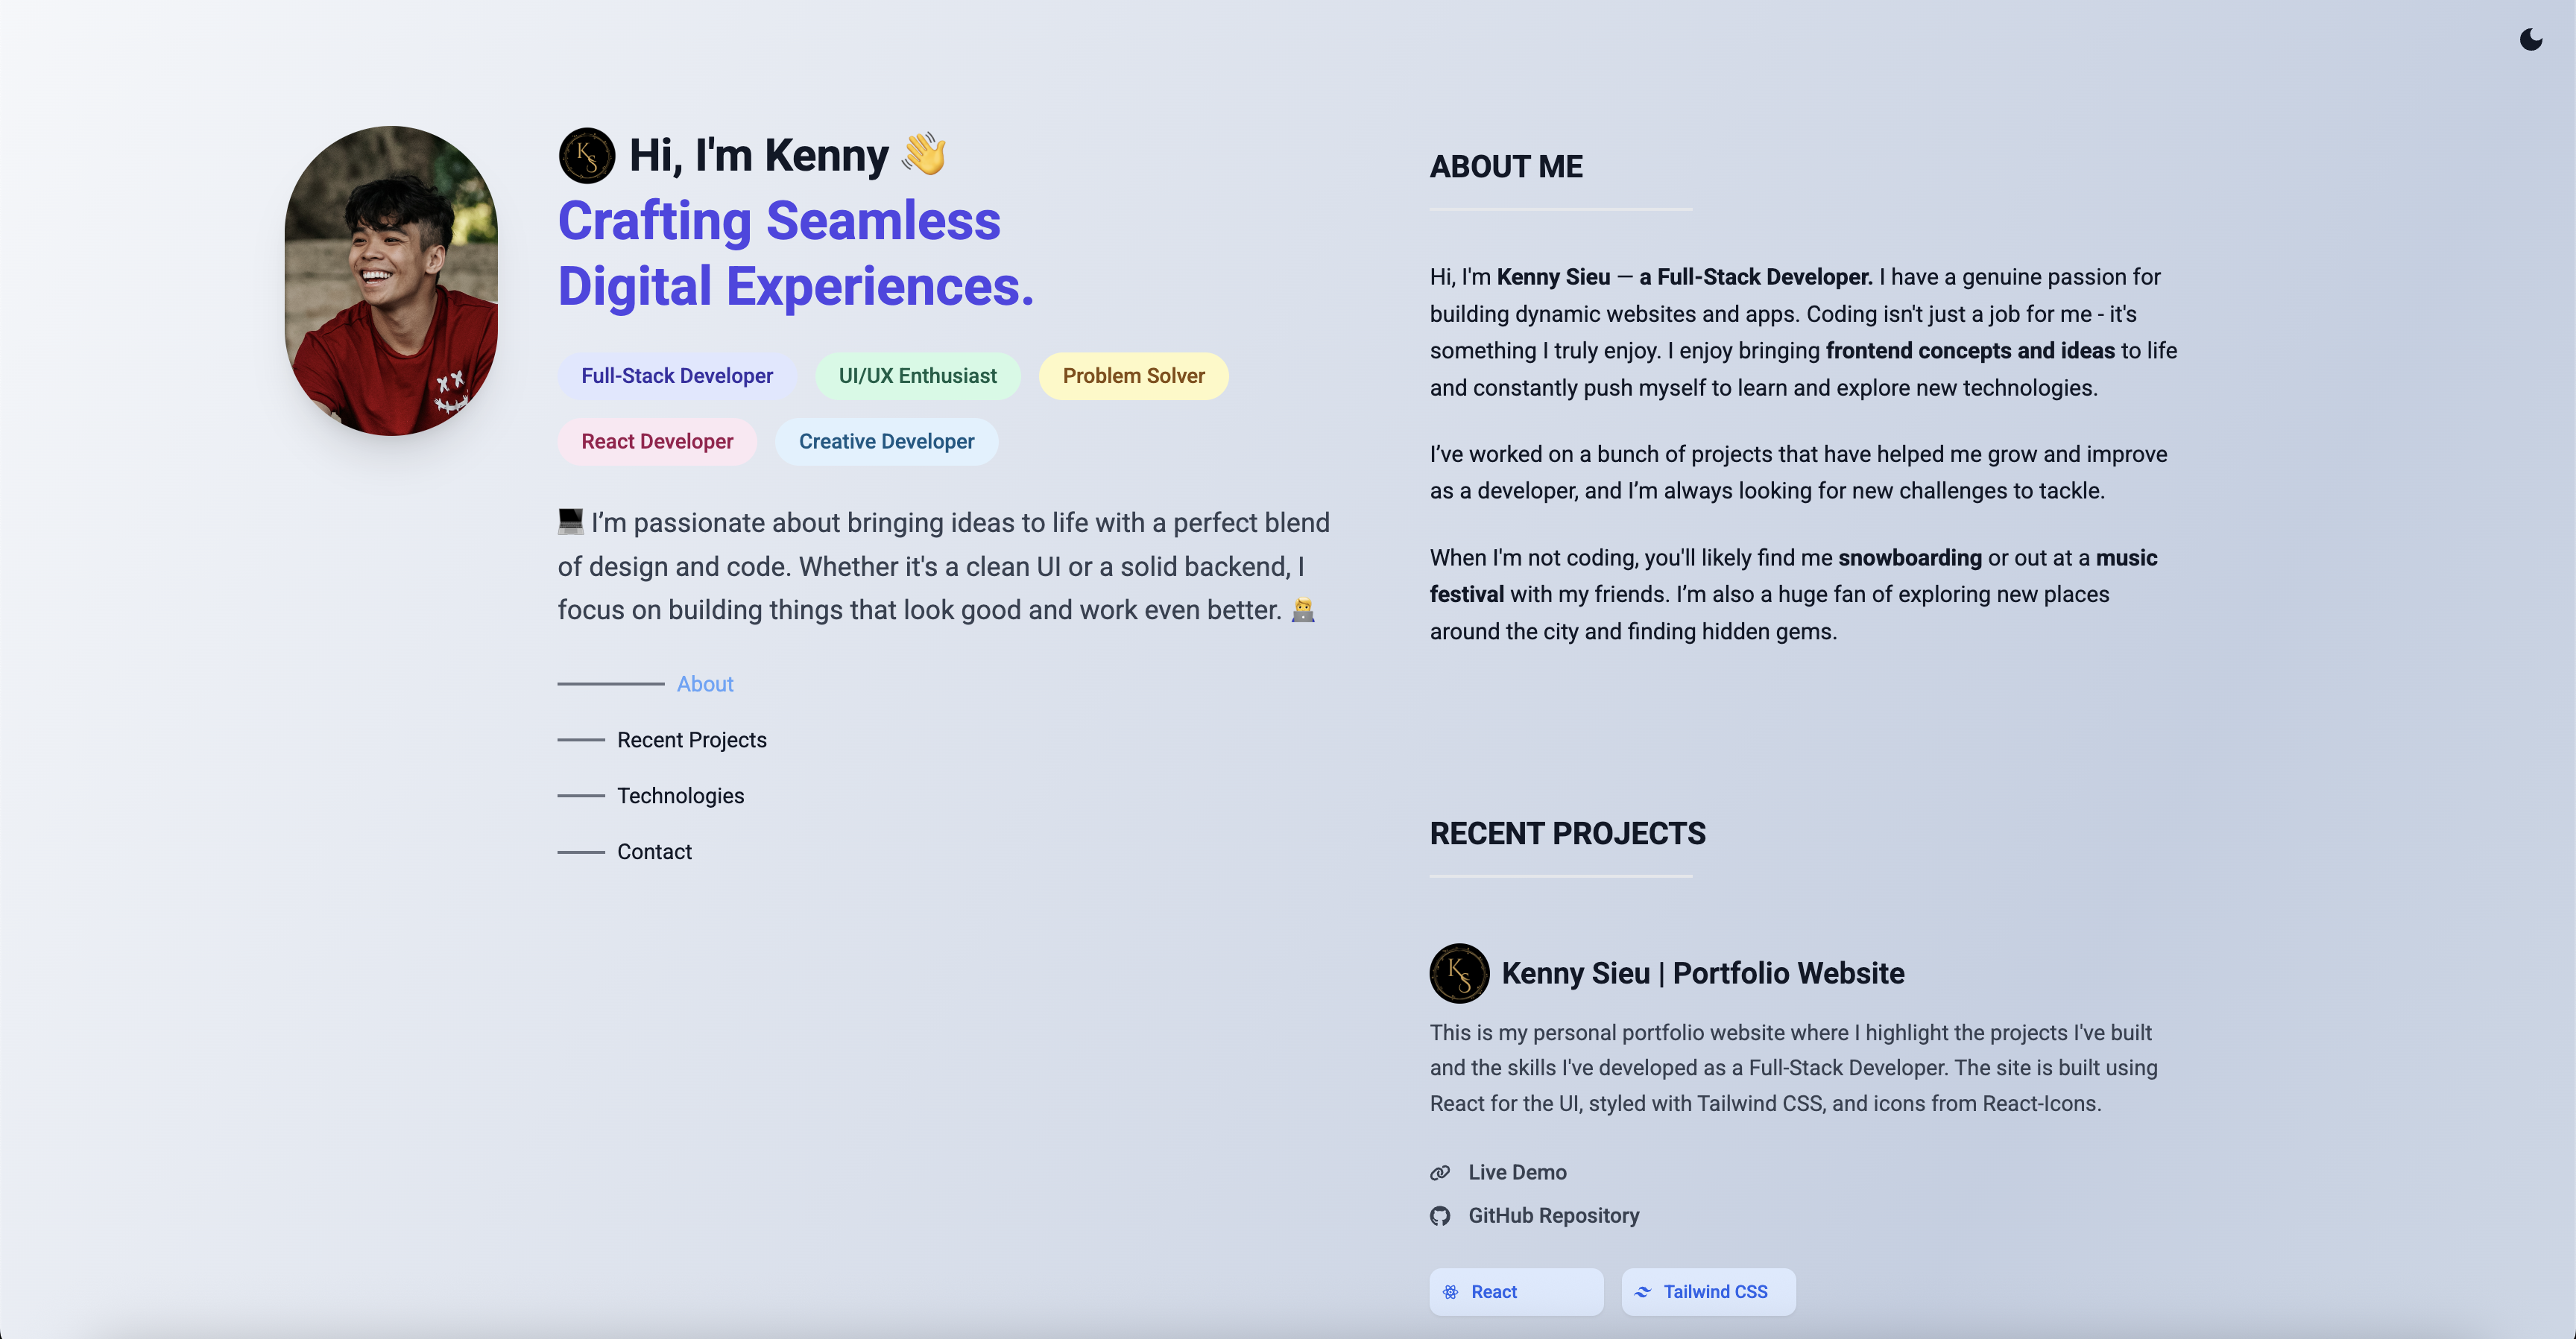 KS Hi, I'm Kenny 👋
Crafting Seamless
Digital Experiences.
Full-Stack Developer
UI/UX Enthusiast
Problem Solver
React Developer
Creative Developer
💻 I’m passionate about bringing ideas to life with a perfect blend
of design and code. Whether it's a clean UI or a solid backend, I
focus on building things that look good and work even better. 🧑‍💻
About
Recent Projects
Technologies
Contact
ABOUT ME
Hi, I'm Kenny Sieu — a Full-Stack Developer. I have a genuine passion for
building dynamic websites and apps. Coding isn't just a job for me - it's
something I truly enjoy. I enjoy bringing frontend concepts and ideas to life
and constantly push myself to learn and explore new technologies.
I’ve worked on a bunch of projects that have helped me grow and improve
as a developer, and I’m always looking for new challenges to tackle.
When I'm not coding, you'll likely find me snowboarding or out at a music
festival with my friends. I’m also a huge fan of exploring new places
around the city and finding hidden gems.
RECENT PROJECTS
KS Kenny Sieu | Portfolio Website
This is my personal portfolio website where I highlight the projects I've built
and the skills I've developed as a Full-Stack Developer. The site is built using
React for the UI, styled with Tailwind CSS, and icons from React-Icons.
Live Demo
GitHub Repository
React
Tailwind CSS